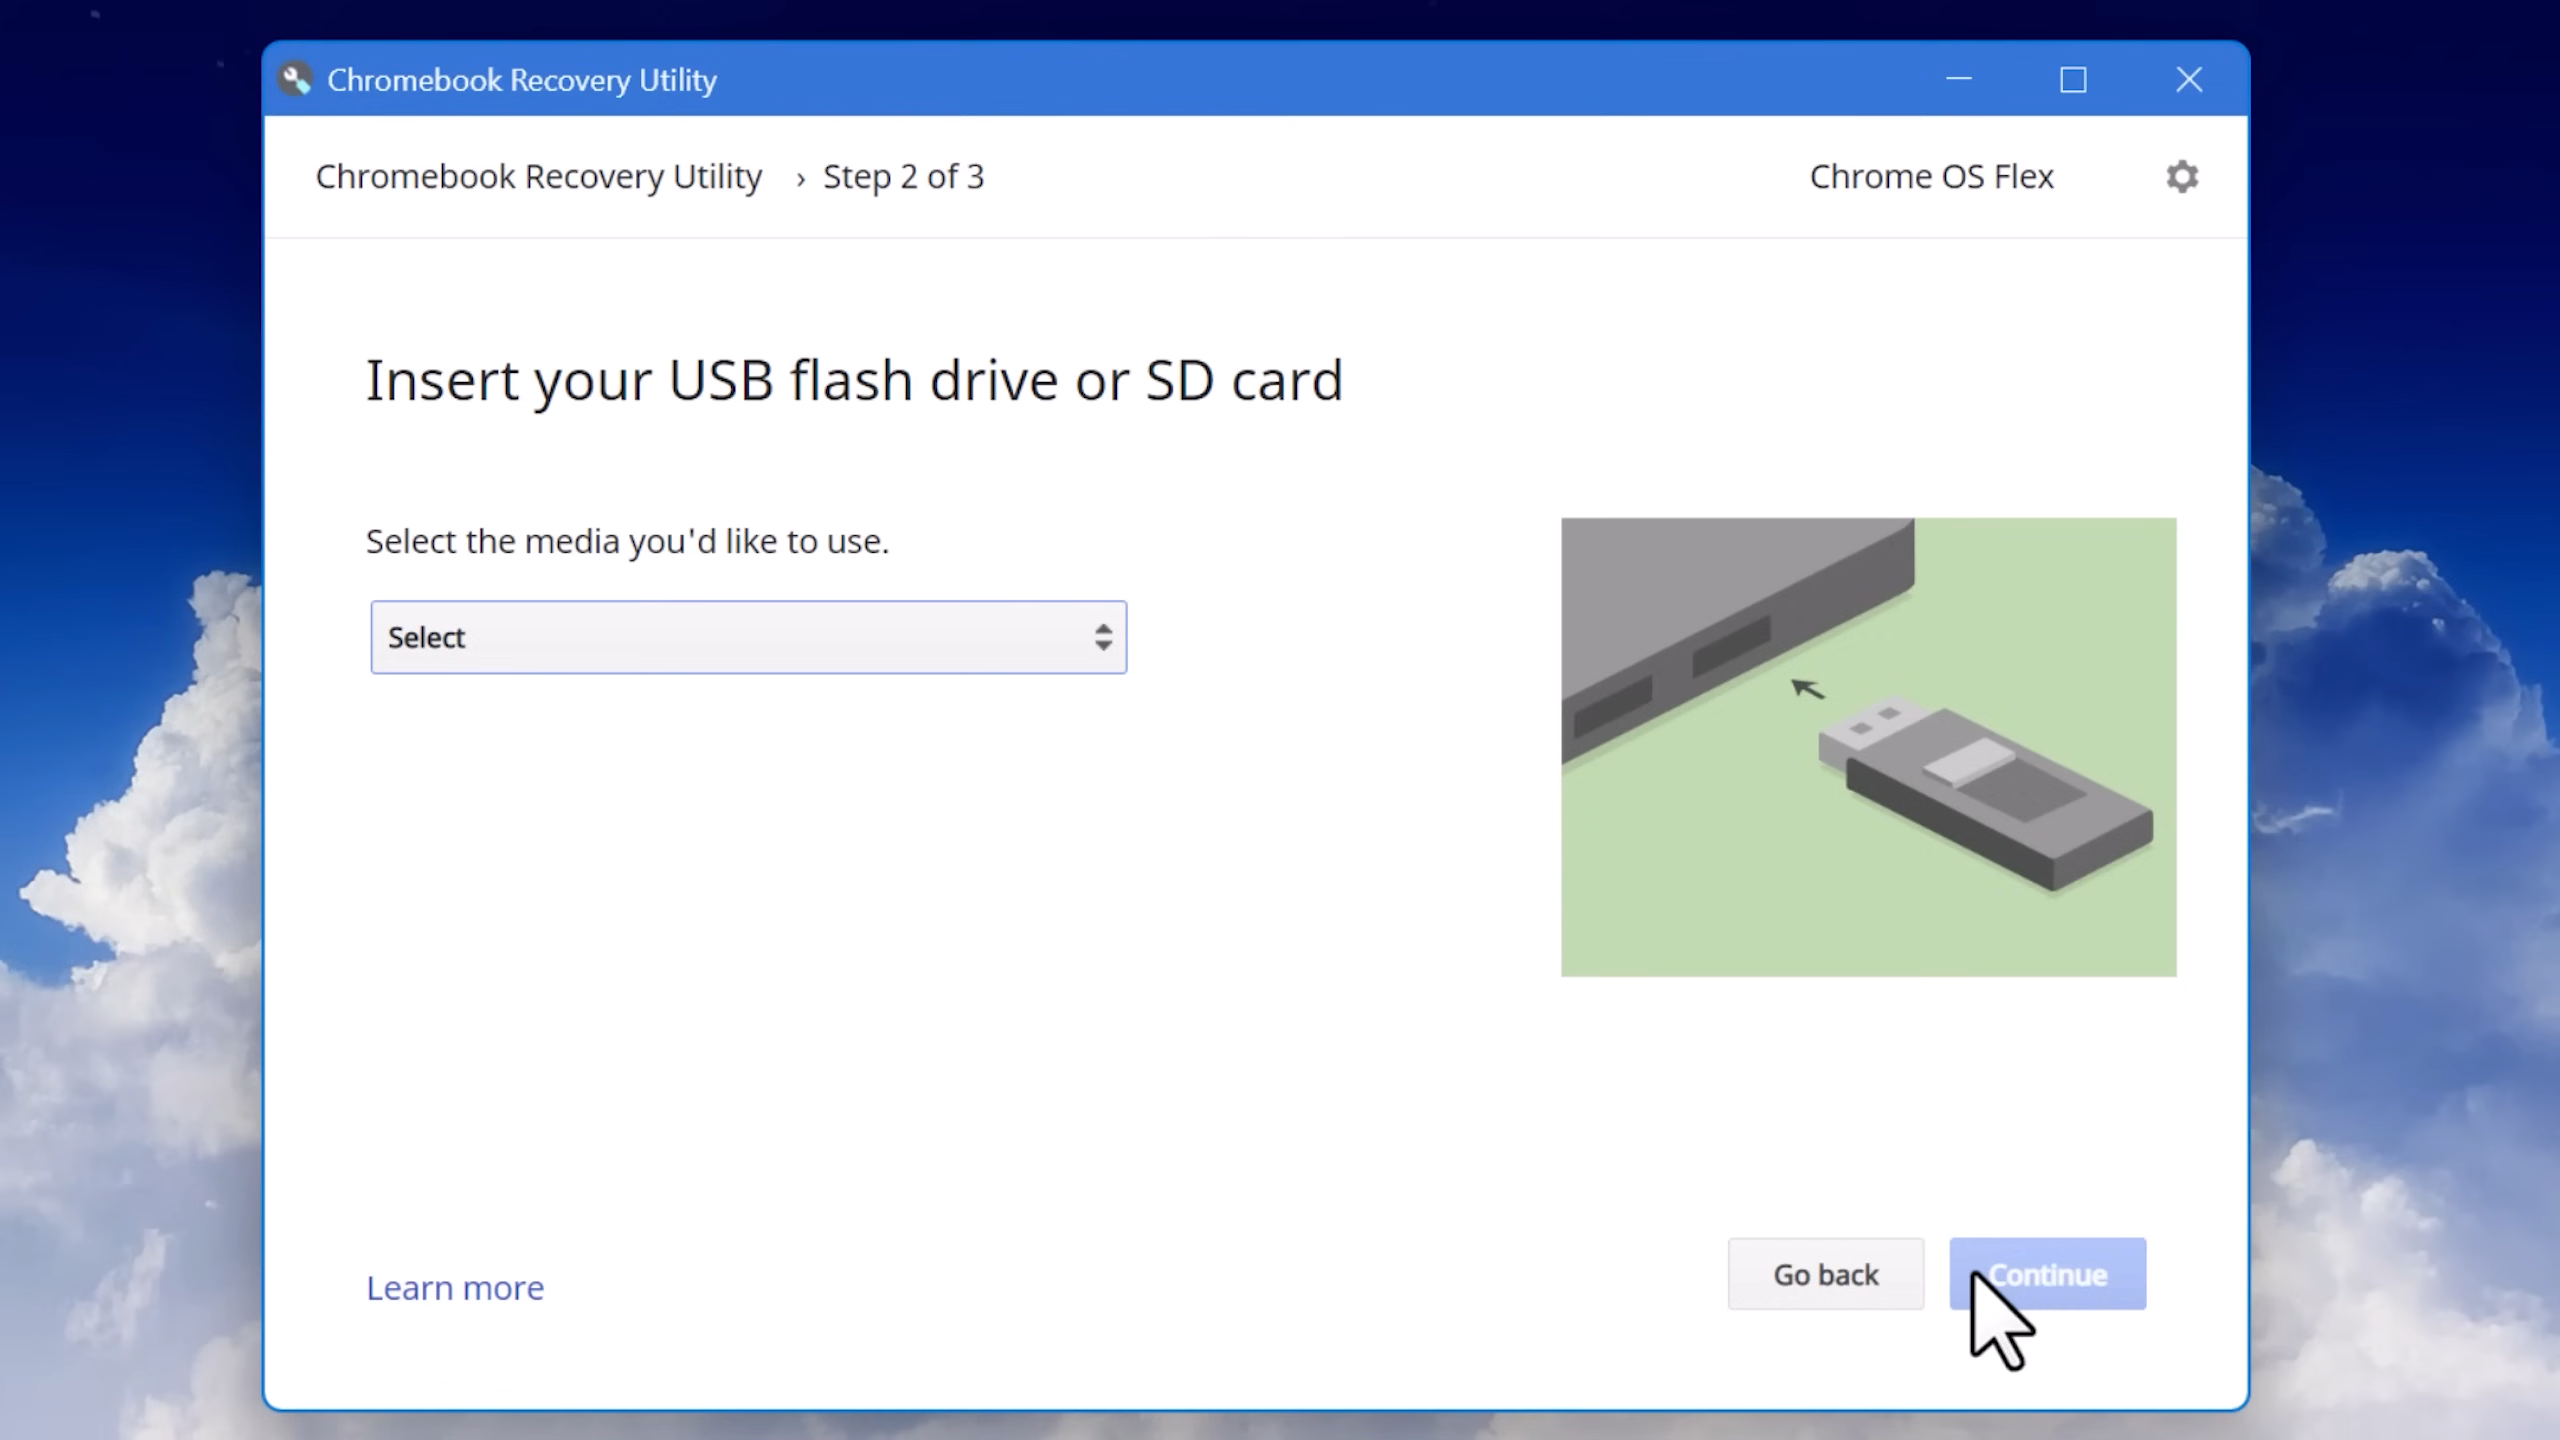 Chromebook Recovery Utility
Chromebook Recovery Utility › Step 2 of 3
Chrome OS Flex
Insert your USB flash drive or SD card
Select the media you'd like to use.
Select
Learn more
Go back
Continue